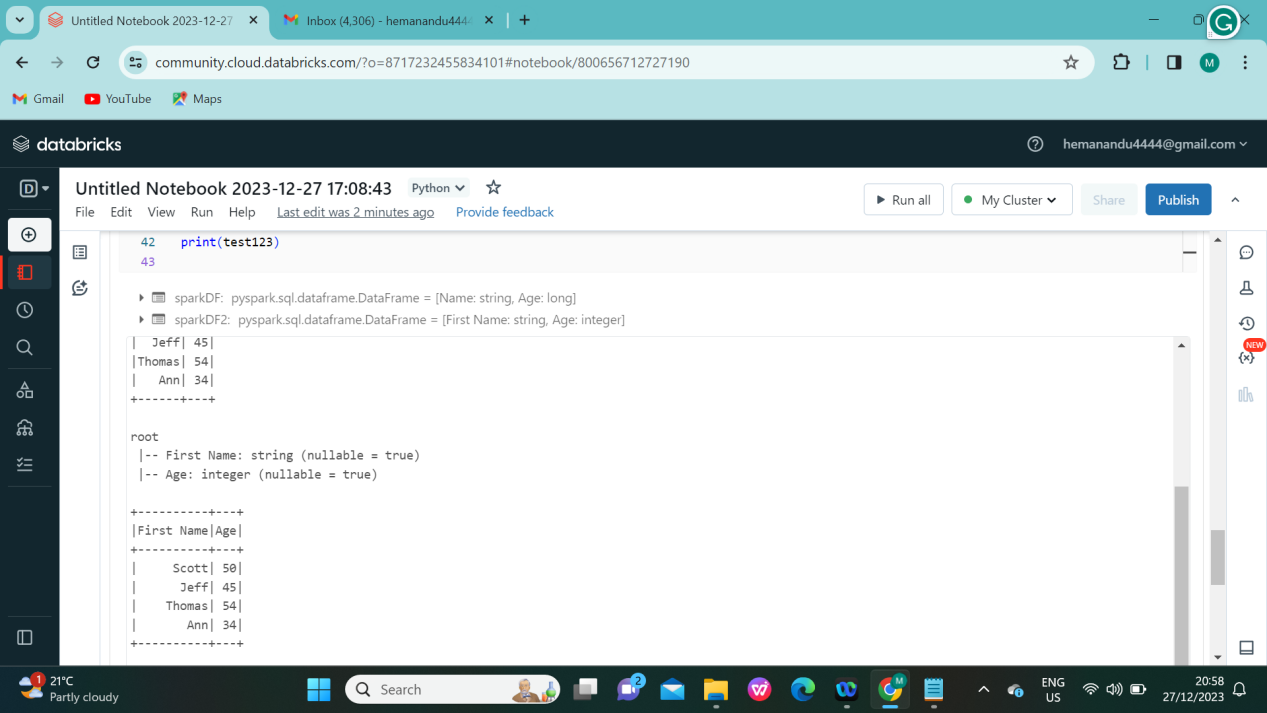 Untitled Notebook 2023-12-27
Inbox (4,306) - hemanandu444
community.cloud.databricks.com/?o=8717232455834101#notebook/800656712727190
M
Gmail YouTube Maps
databricks
hemanandu4444@gmail.com
D
Untitled Notebook 2023-12-27 17:08:43 Python
Run all My Cluster Share Publish
File Edit View Run Help Last edit was 2 minutes ago Provide feedback
42 print(test123)
43
sparkDF: pyspark.sql.dataframe.DataFrame = [Name: string, Age: long]
sparkDF2: pyspark.sql.dataframe.DataFrame = [First Name: string, Age: integer]
NEW
|  Jeff| 45|
|Thomas| 54|
|   Ann| 34|
+------+---+
root
 |-- First Name: string (nullable = true)
 |-- Age: integer (nullable = true)
+----------+---+
|First Name|Age|
+----------+---+
|     Scott| 50|
|      Jeff| 45|
|    Thomas| 54|
|       Ann| 34|
+----------+---+
1
21°C
Partly cloudy
Search
2
M
ENG
US
20:58
27/12/2023